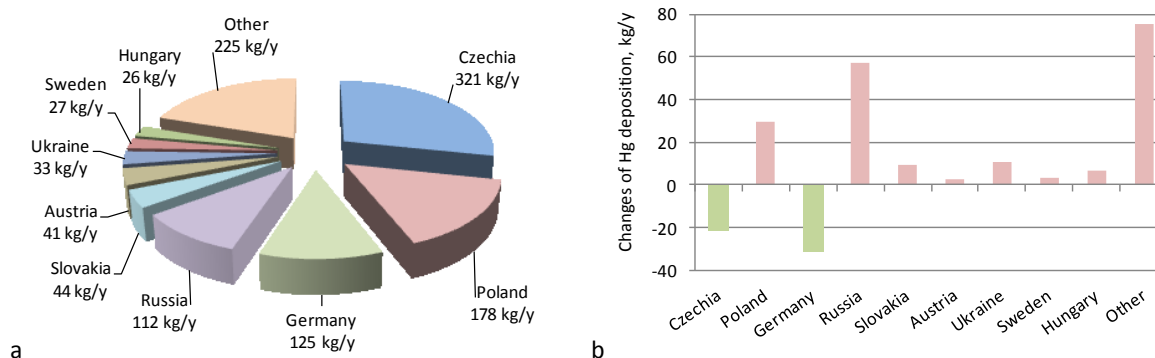 Other
225 kg/y
Czechia
321 kg/y
Hungary
26 kg/y
Sweden
27 kg/y
Ukraine
33 kg/y
Austria
41 kg/y
Slovakia
44 kg/y
Russia
112 kg/y
Germany
125 kg/y
Poland
178 kg/y
a
Changes of Hg deposition, kg/y
80
60
40
20
0
-20
-40
Czechia
Poland
Germany
Russia
Slovakia
Austria
Ukraine
Sweden
Hungary
Other
b